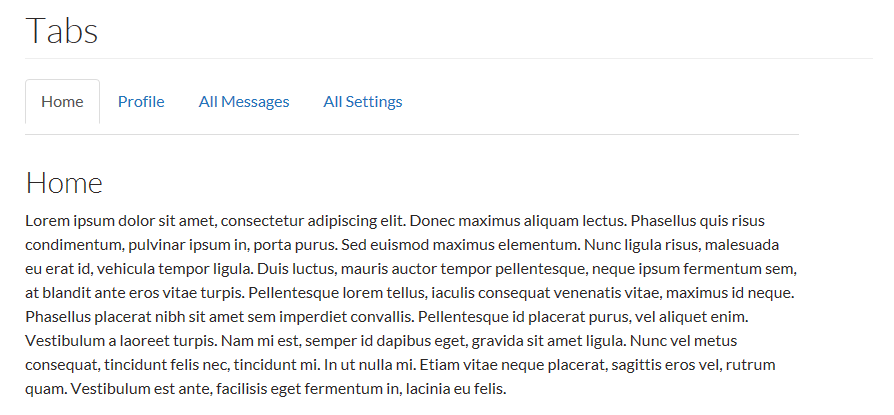 Tabs
Home Profile All Messages All Settings
Home
Lorem ipsum dolor sit amet, consectetur adipiscing elit. Donec maximus aliquam lectus. Phasellus quis risus
condimentum, pulvinar ipsum in, porta purus. Sed euismod maximus elementum. Nunc ligula risus, malesuada
eu erat id, vehicula tempor ligula. Duis luctus, mauris auctor tempor pellentesque, neque ipsum fermentum sem,
at blandit ante eros vitae turpis. Pellentesque lorem tellus, iaculis consequat venenatis vitae, maximus id neque.
Phasellus placerat nibh sit amet sem imperdiet convallis. Pellentesque id placerat purus, vel aliquet enim.
Vestibulum a laoreet turpis. Nam mi est, semper id dapibus eget, gravida sit amet ligula. Nunc vel metus
consequat, tincidunt felis nec, tincidunt mi. In ut nulla mi. Etiam vitae neque placerat, sagittis eros vel, rutrum
quam. Vestibulum est ante, facilisis eget fermentum in, lacinia eu felis.